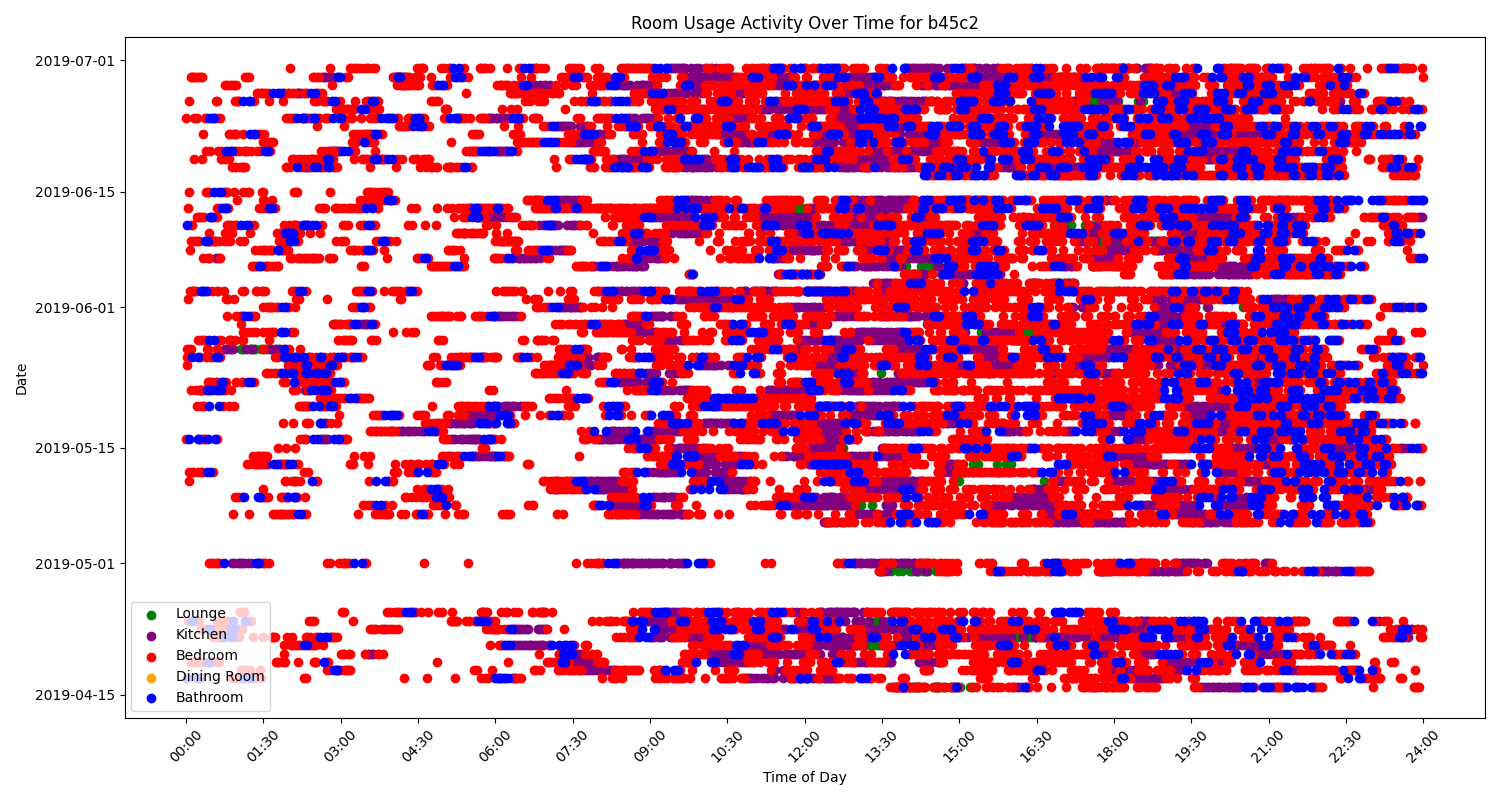 Room Usage Activity Over Time for b45c2
Date
2019-07-01
2019-06-15
2019-06-01
2019-05-15
2019-05-01
2019-04-15
Lounge
Kitchen
Bedroom
Dining Room
Bathroom
00:00
01:30
03:00
04:30
06:00
07:30
09:00
10:30
12:00
13:30
15:00
16:30
18:00
19:30
21:00
22:30
24:00
Time of Day